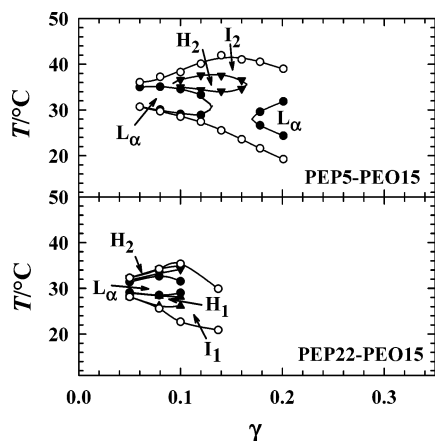 50
H2
I2
40
T/°C
Lα
Lα
30
20
PEP5-PEO15
50
40
H2
T/°C
Lα
H1
30
20
I1
PEP22-PEO15
0.0 0.1 0.2 0.3
γ